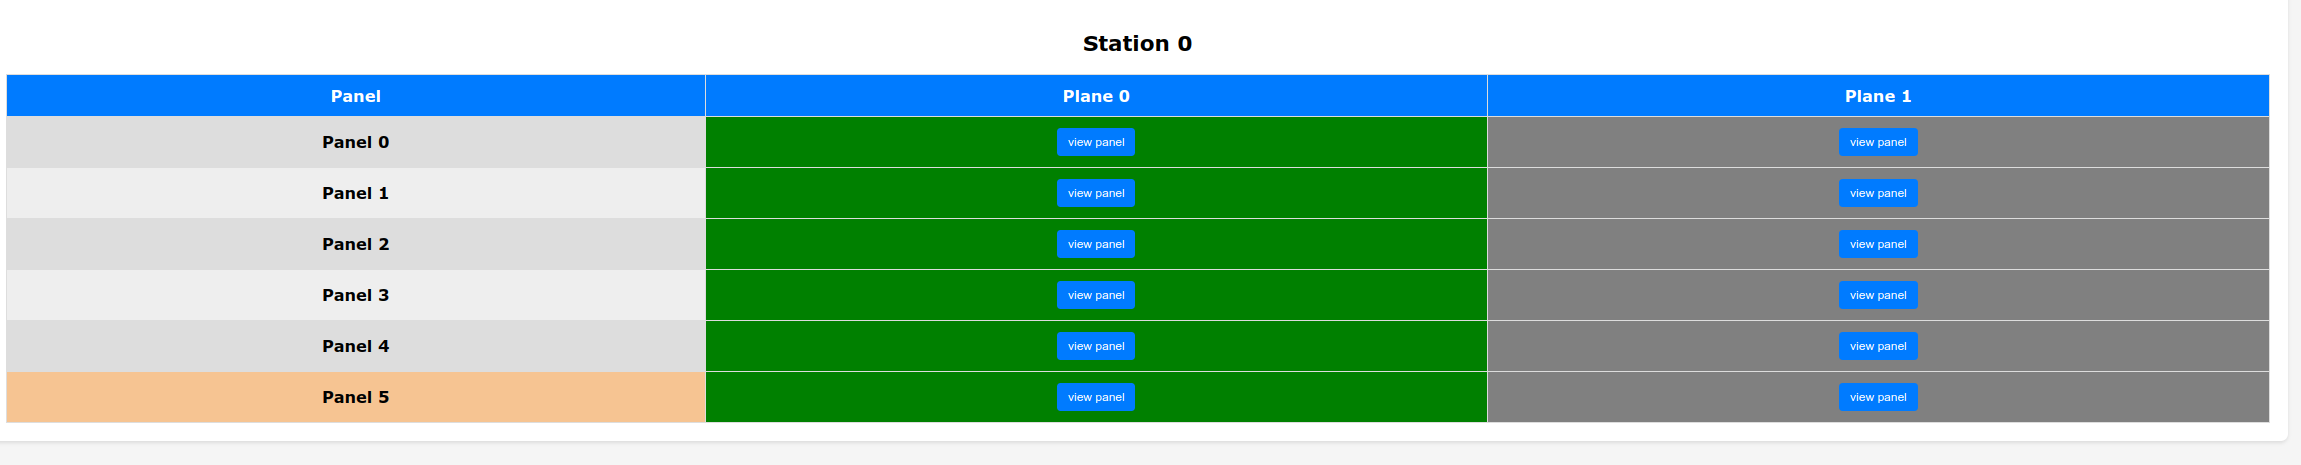 Station 0
Panel Plane 0 Plane 1
Panel 0 view panel view panel
Panel 1 view panel view panel
Panel 2 view panel view panel
Panel 3 view panel view panel
Panel 4 view panel view panel
Panel 5 view panel view panel